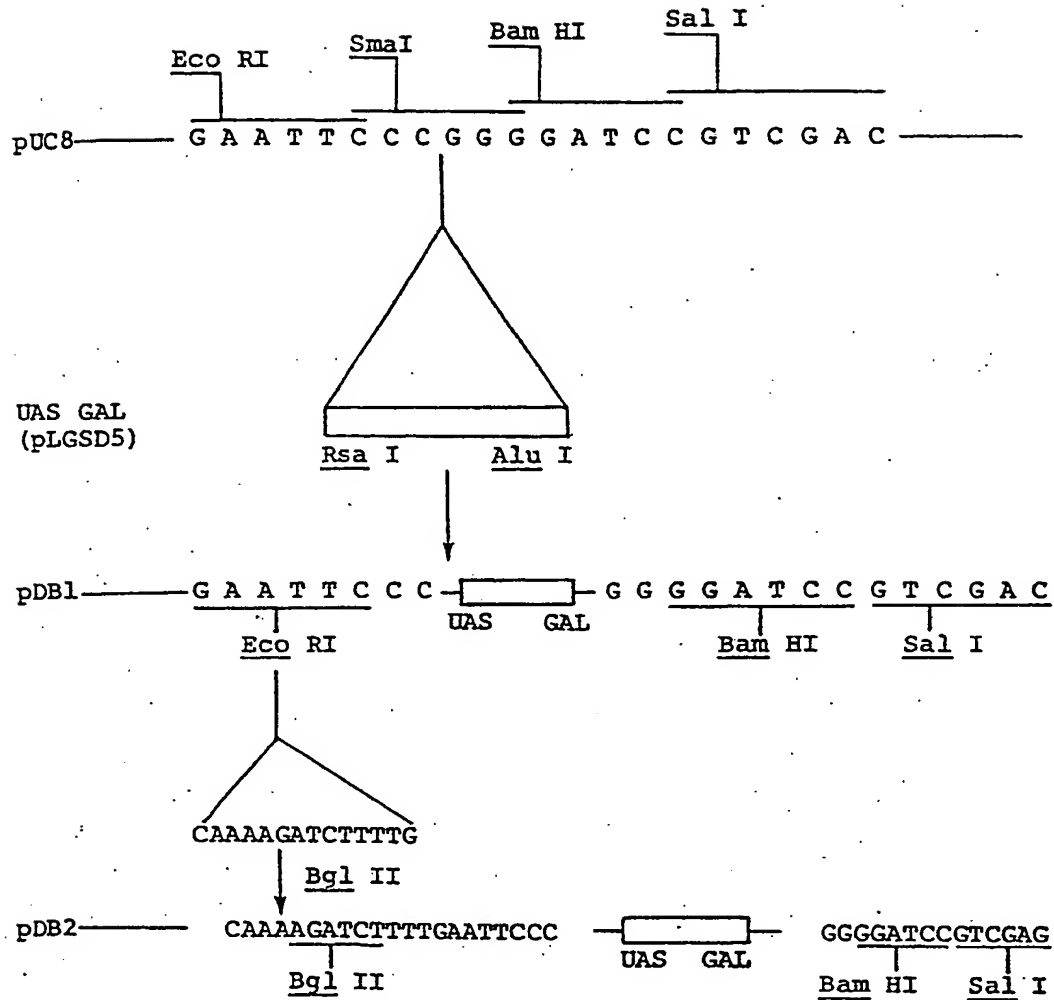 Sal I
Bam HI
SmaI
Eco RI
pUC8 G A A T T C C C G G G G A T C C G T C G A C
UAS GAL
(pLGSD5)
Rsa I Alu I
pDB1 G A A T T C C C G G G G A T C C G T C G A C
UAS GAL
Eco RI Bam HI Sal I
CAAAAGATCTTTTG
Bgl II
pDB2 CAAAAGATCTTTTGAATTCCC GGGGATCCGTCGAG
UAS GAL
Bgl II Bam HI Sal I